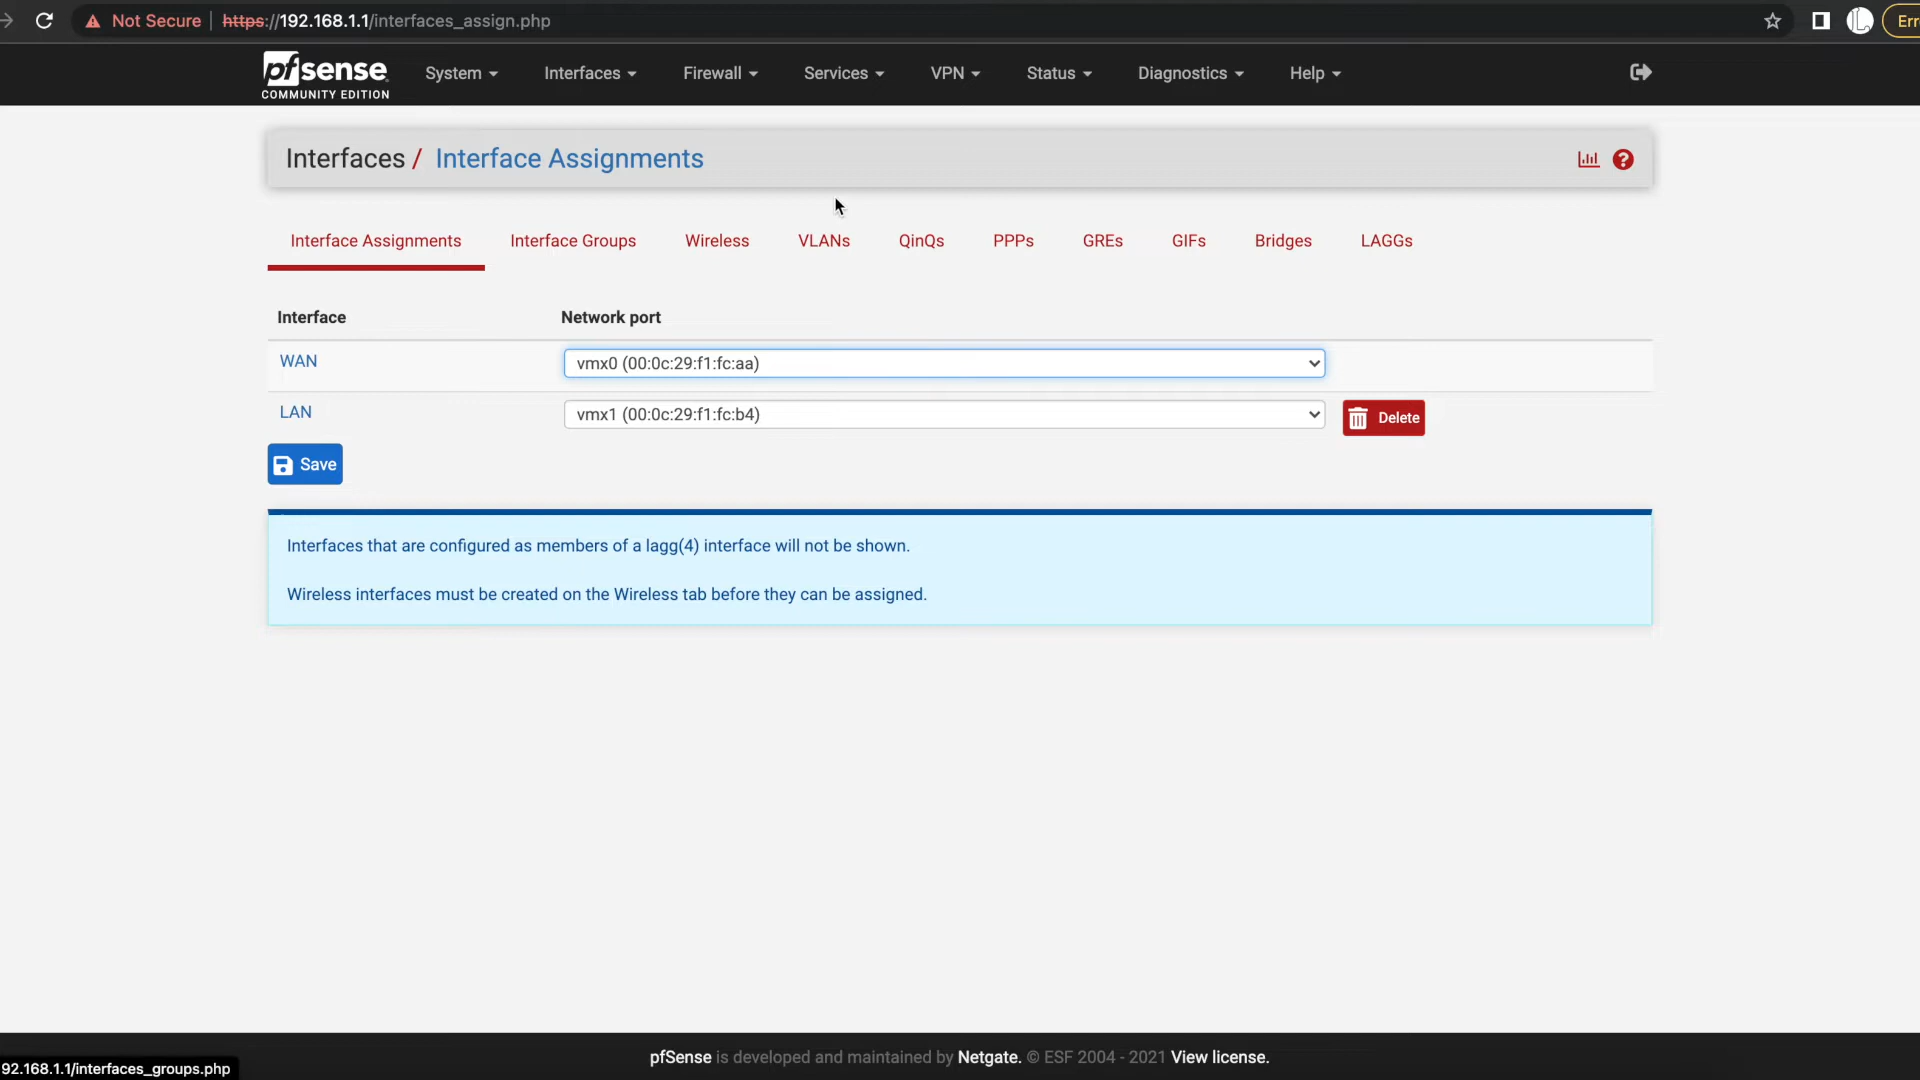 Not Secure | https://192.168.1.1/interfaces_assign.php
Err
pfsense
COMMUNITY EDITION
System Interfaces Firewall Services VPN Status Diagnostics Help
Interfaces / Interface Assignments
Interface Assignments Interface Groups Wireless VLANs QinQs PPPs GREs GIFs Bridges LAGGs
Interface Network port
WAN vmx0 (00:0c:29:f1:fc:aa)
LAN vmx1 (00:0c:29:f1:fc:b4) Delete
Save
Interfaces that are configured as members of a lagg(4) interface will not be shown.
Wireless interfaces must be created on the Wireless tab before they can be assigned.
pfSense is developed and maintained by Netgate. © ESF 2004 - 2021 View license.
92.168.1.1/interfaces_groups.php